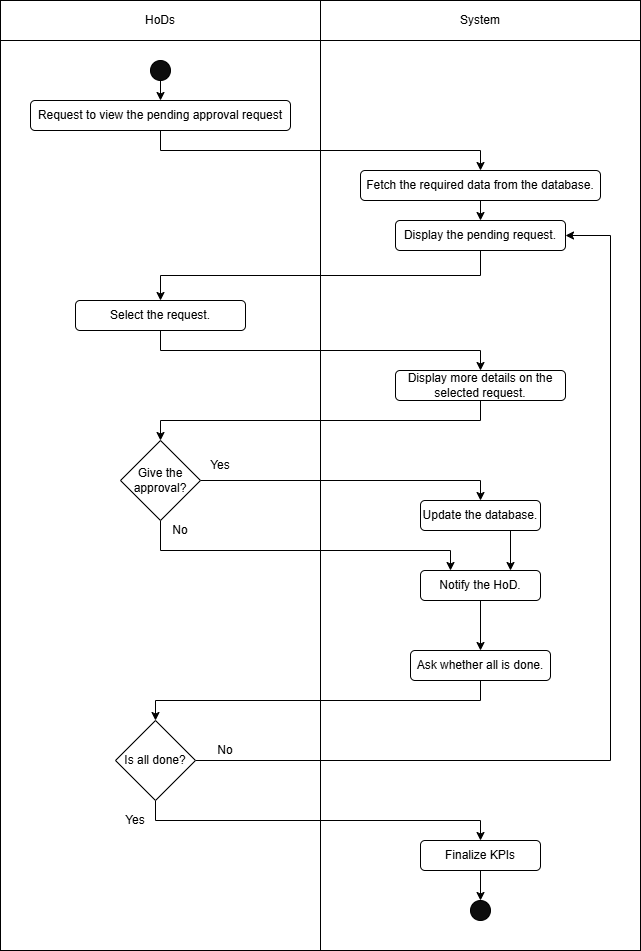 HoDs
System
Request to view the pending approval request
Fetch the required data from the database.
Display the pending request.
Select the request.
Display more details on the
selected request.
Give the
approval?
Yes
No
Update the database.
Notify the HoD.
Ask whether all is done.
Is all done?
No
Yes
Finalize KPIs